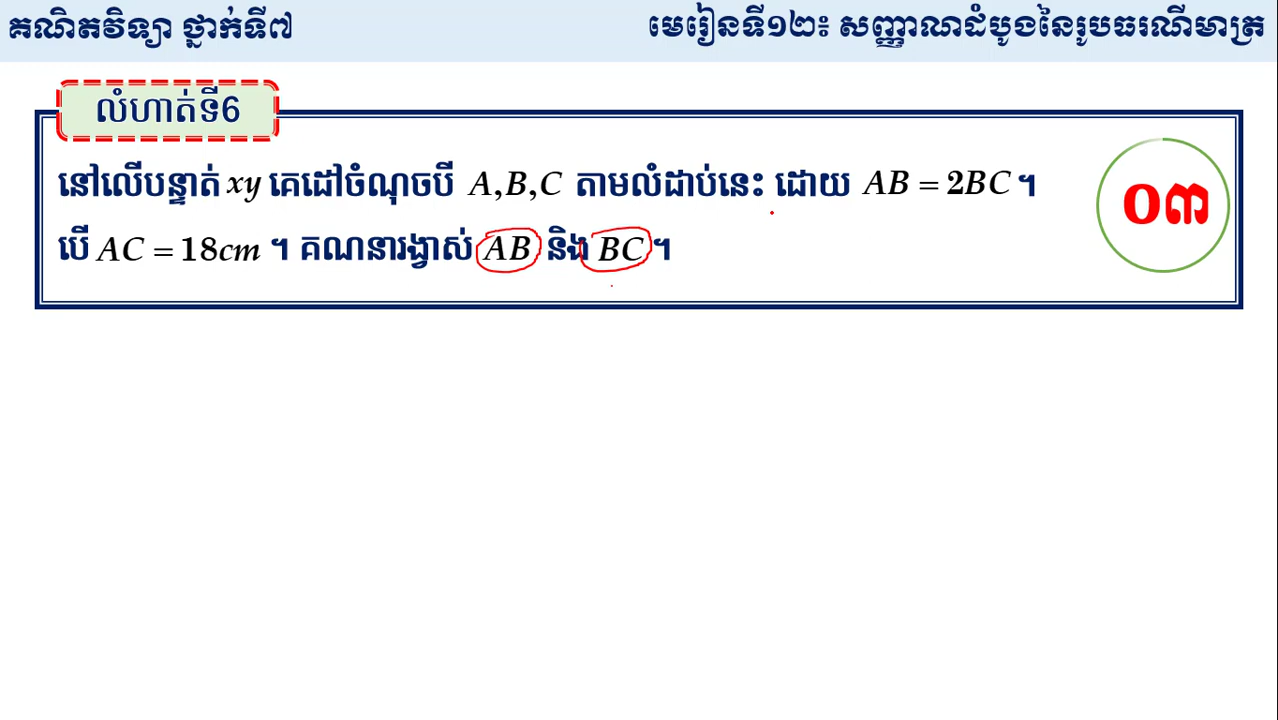 គណិតវិទ្យា ថ្នាក់ទី៧
មេរៀនទី១២៖ សញ្ញាណដំបូងនៃរូបធរណីមាត្រ
លំហាត់ទី6
នៅលើបន្ទាត់ xy គេដៅចំណុចបី A,B,C តាមលំដាប់នេះ ដោយ AB = 2BC ។
បើ AC = 18cm ។ គណនារង្វាស់ AB និង BC ។
០៣